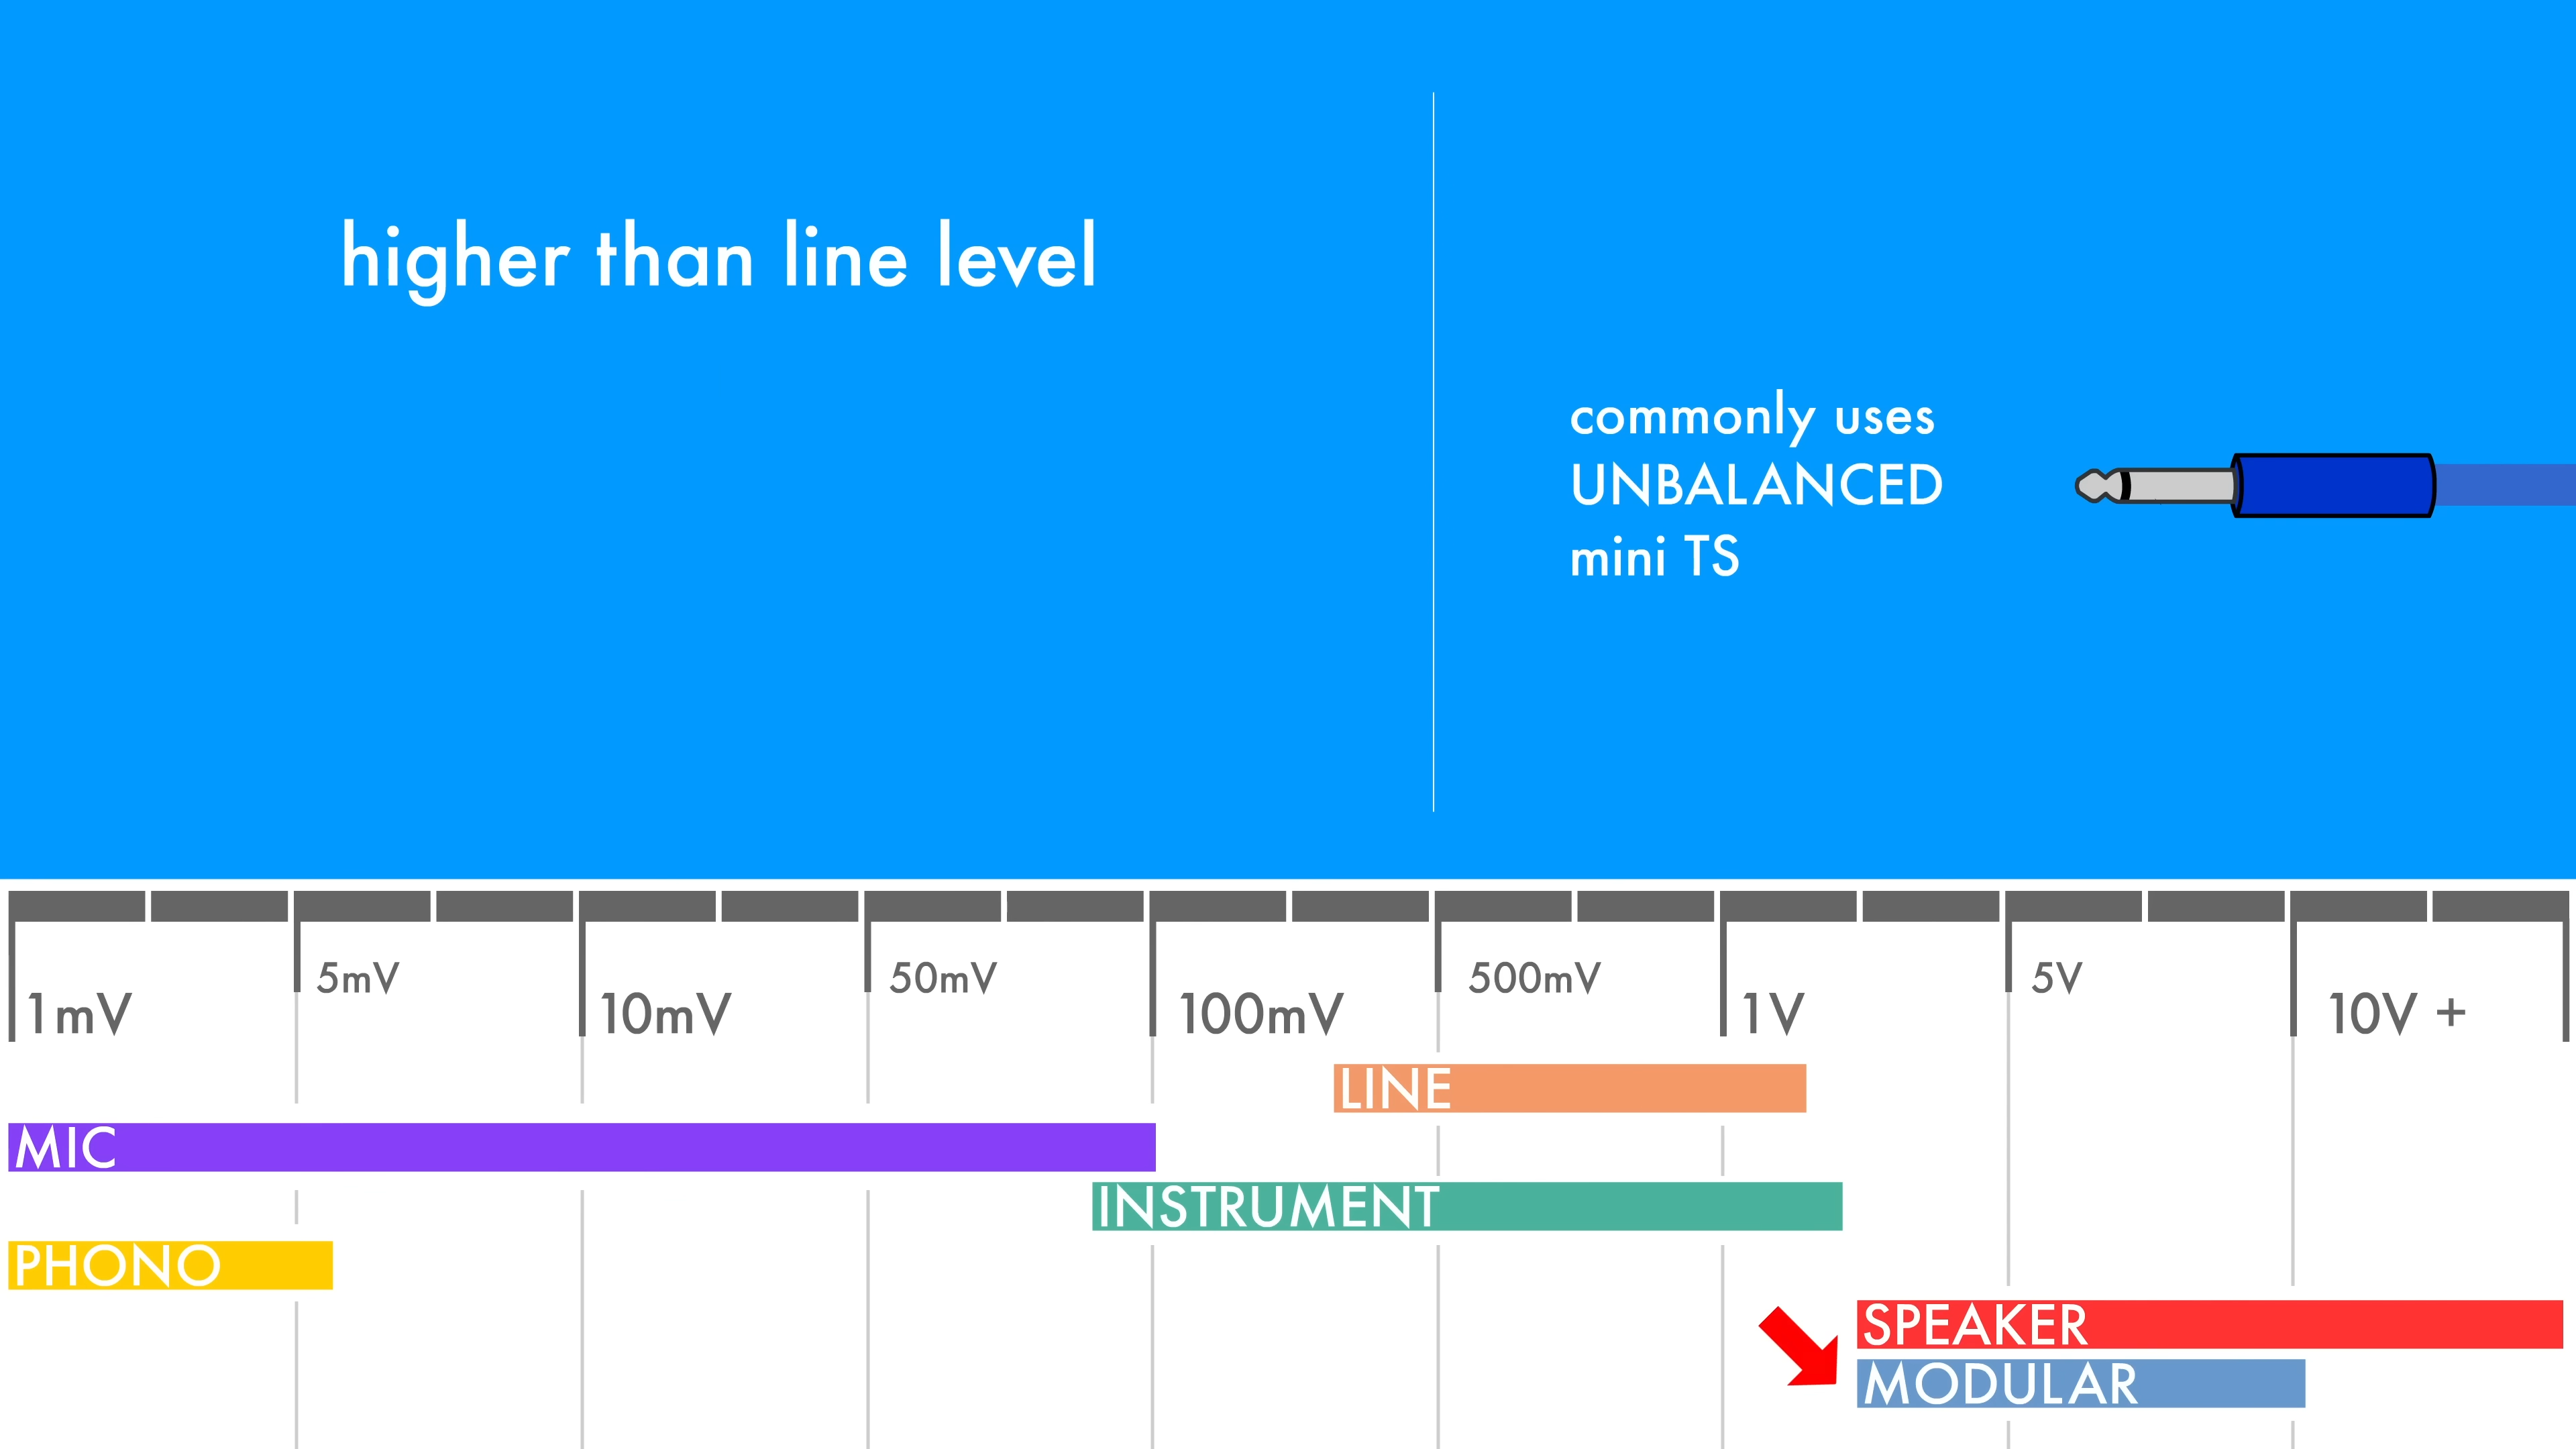 higher than line level
commonly uses
UNBALANCED
mini TS
1mV
5mV
10mV
50mV
100mV
500mV
1V
5V
10V +
LINE
MIC
INSTRUMENT
PHONO
SPEAKER
MODULAR